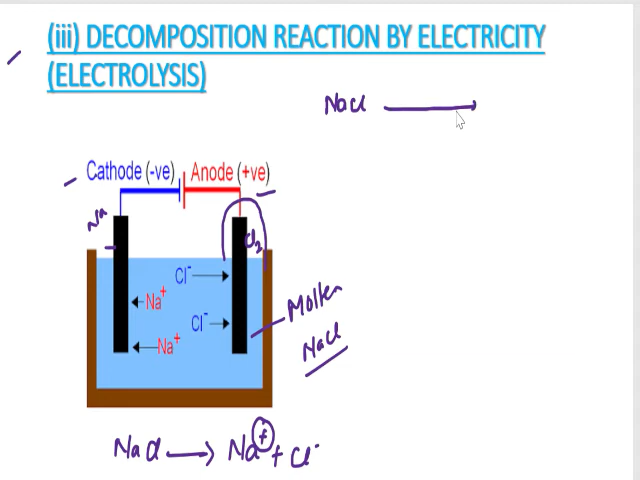 (iii) DECOMPOSITION REACTION BY ELECTRICITY
(ELECTROLYSIS)
NaCl
Cathode (-ve) Anode (+ve)
Na
Cl₂
Cl⁻
Na⁺
Cl⁻
Na⁺
Molten
NaCl
NaCl → Na⁺ + Cl⁻